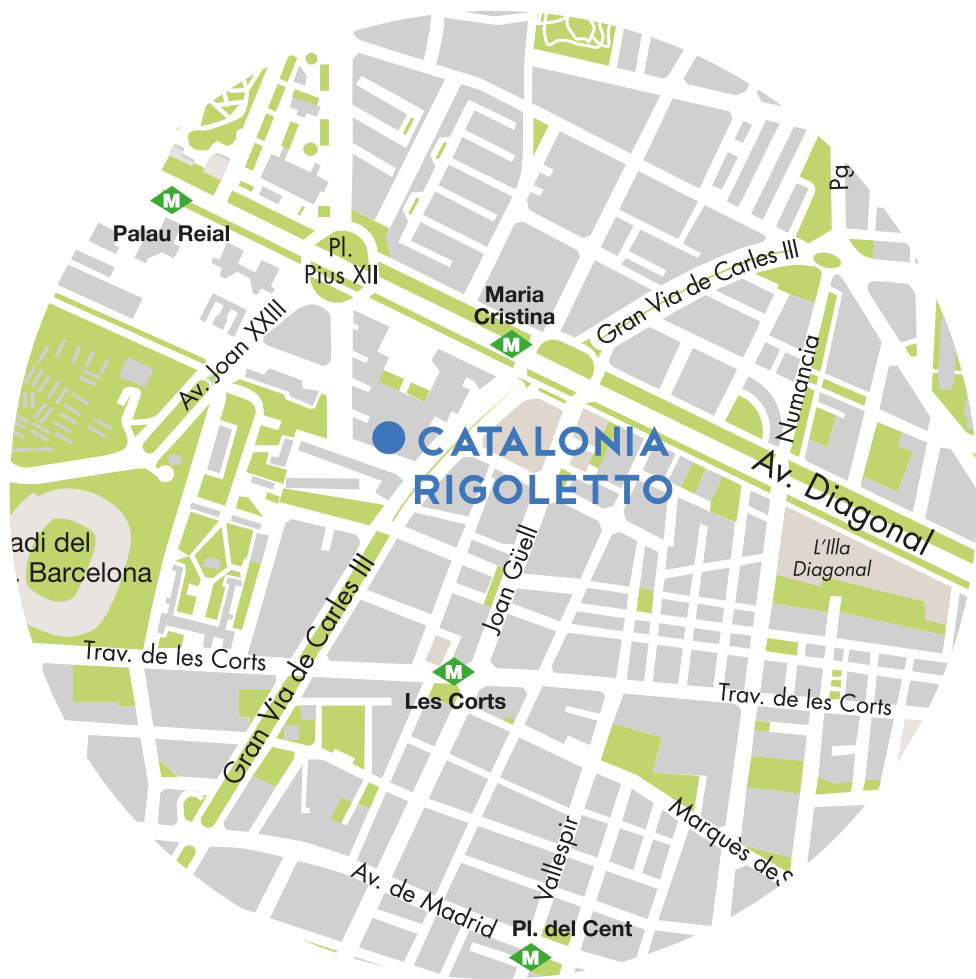 Pg.
M
Palau Reial
Pl.
Pius XII
Gran Via de Carles III
Maria
Cristina
M
Av. Joan XXIII
Numancia
CATALONIA
RIGOLETTO
Av. Diagonal
L'Illa
Diagonal
adi del
. Barcelona
Joan Güell
Gran Via de Carles III
Trav. de les Corts
M
Les Corts
Trav. de les Corts
Marquès de
Vallespir
Av. de Madrid
Pl. del Cent
M